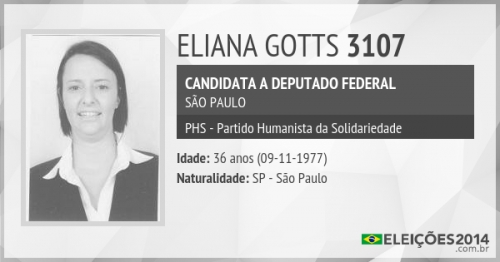 ELIANA GOTTS 3107
CANDIDATA A DEPUTADO FEDERAL
SÃO PAULO
PHS - Partido Humanista da Solidariedade
Idade: 36 anos (09-11-1977)
Naturalidade: SP - São Paulo
ELEIÇÕES2014
.com.br